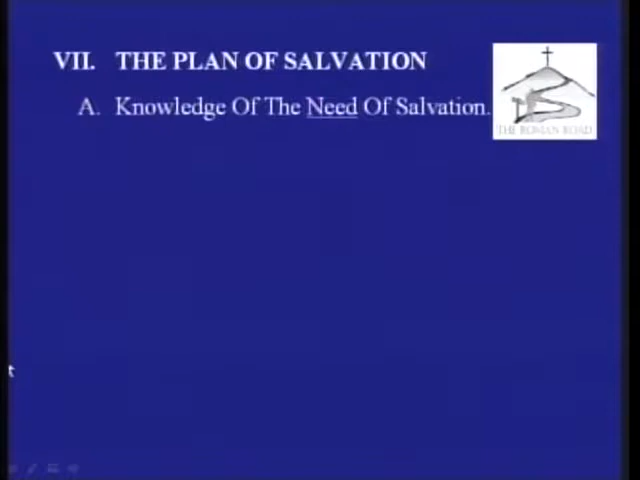 VII. THE PLAN OF SALVATION
A. Knowledge Of The Need Of Salvation.
THE ROMAN ROAD